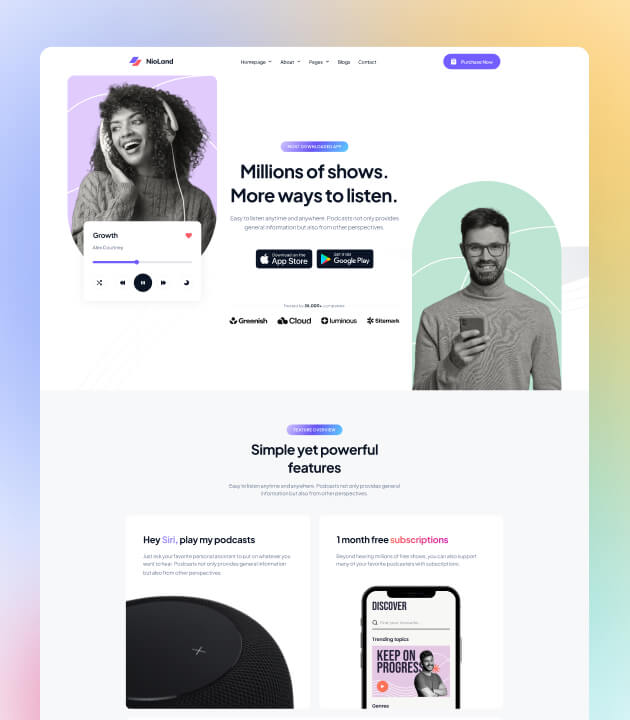 NioLand
Homepage
About
Pages
Blogs
Contact
Purchase Now
MOST DOWNLOADED APP
Millions of shows.
More ways to listen.
Easy to listen anytime and anywhere. Podcasts not only provides
general information but also from other perspectives.
Download on the
App Store
GET IT ON
Google Play
Growth
Alex Courtney
Trusted by 35,000+ companies
Greenish
Cloud
luminous
Sitemark
FEATURE OVERVIEW
Simple yet powerful
features
Easy to listen anytime and anywhere. Podcasts not only provides general
information but also from other perspectives.
Hey Siri, play my podcasts
Just ask your favorite personal assistant to put on whatever you
want to hear. Podcasts not only provide general information
but also from other perspectives.
1 month free subscriptions
Beyond hearing millions of free shows, you can also support
many of your favorite podcasters with subscriptions.
DISCOVER
Find your favourite...
Trending topics
KEEP ON
PROGRESS
Genres